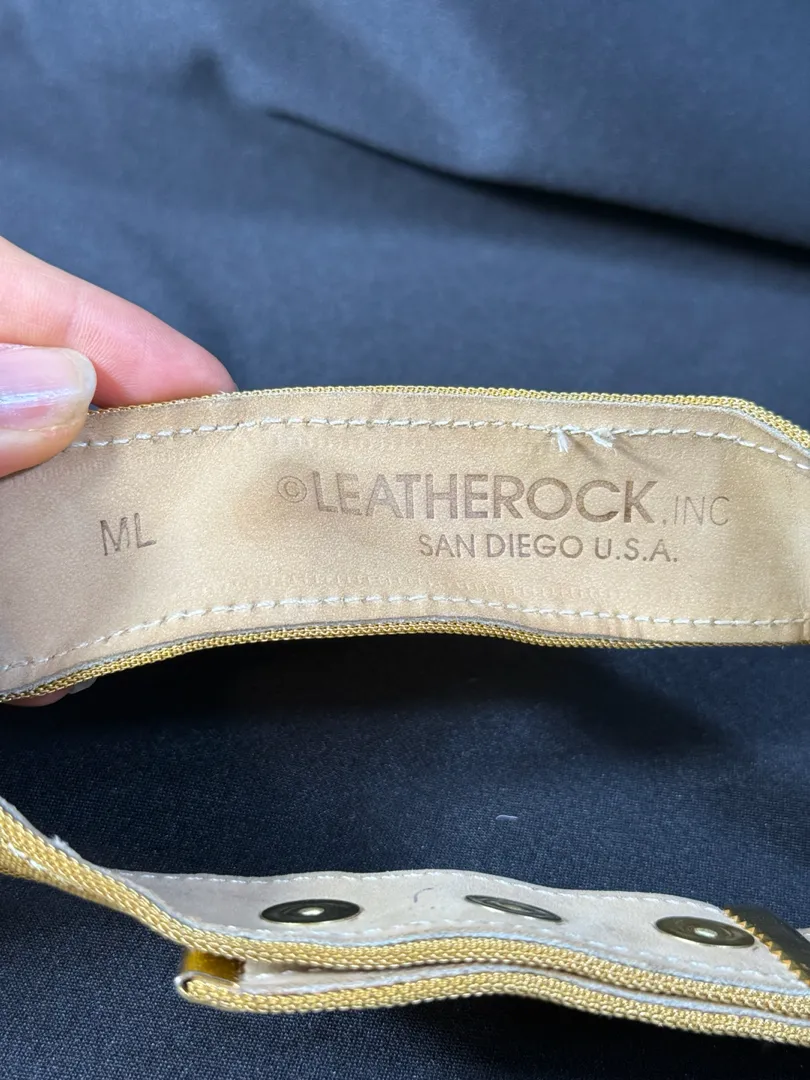 ML
©LEATHEROCK, INC
SAN DIEGO U.S.A.